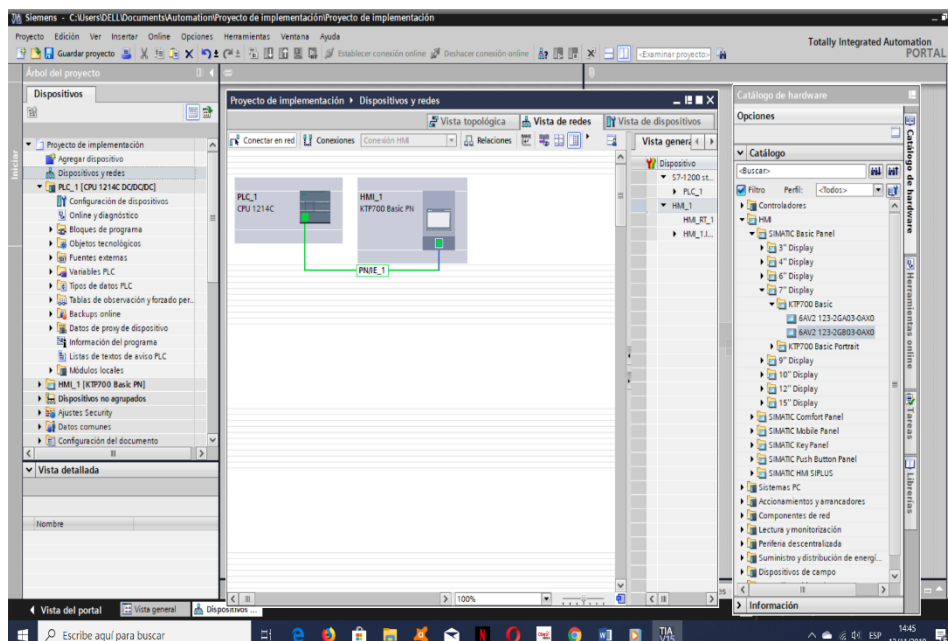 Siemens - C:\Users\DELL\Documents\Automation\Proyecto de implementación\Proyecto de implementación
Proyecto Edición Ver Insertar Online Opciones Herramientas Ventana Ayuda
Totally Integrated Automation
PORTAL
Guardar proyecto
Establecer conexión online
Deshacer conexión online
<Examinar proyecto>
Árbol del proyecto
Dispositivos
Iniciar
Proyecto de implementación
Agregar dispositivo
Dispositivos y redes
PLC_1 [CPU 1214C DC/DC/DC]
Configuración de dispositivos
Online y diagnóstico
Bloques de programa
Objetos tecnológicos
Fuentes externas
Variables PLC
Tipos de datos PLC
Tablas de observación y forzado per...
Backups online
Datos de proxy de dispositivo
Información del programa
Listas de textos de aviso PLC
Módulos locales
HMI_1 [KTP700 Basic PN]
Dispositivos no agrupados
Ajustes Security
Datos comunes
Configuración del documento
Vista detallada
Nombre
Proyecto de implementación Dispositivos y redes
Vista topológica
Vista de redes
Vista de dispositivos
Conectar en red
Conexiones
Conexión HMI
Relaciones
Vista general
PLC_1
CPU 1214C
HMI_1
KTP700 Basic PN
PN/IE_1
Dispositivo
S7-1200 st...
PLC_1
HMI_1
HMI_RT_1
HMI_1.I...
100%
Catálogo de hardware
Opciones
Catálogo
<Buscar>
Filtro Perfil: <Todos>
Controladores
HMI
SIMATIC Basic Panel
3'' Display
4'' Display
6'' Display
7'' Display
KTP700 Basic
6AV2 123-2GA03-0AX0
6AV2 123-2GB03-0AX0
KTP700 Basic Portrait
9'' Display
10'' Display
12'' Display
15'' Display
SIMATIC Comfort Panel
SIMATIC Mobile Panel
SIMATIC Key Panel
SIMATIC Push Button Panel
SIMATIC HMI SIPLUS
Sistemas PC
Accionamientos y arrancadores
Componentes de red
Lectura y monitorización
Periferia descentralizada
Suministro y distribución de energí...
Dispositivos de campo
Información
Catálogo de hardware
Herramientas online
Tareas
Librerías
Vista del portal
Vista general
Dispositivos ...
Escribe aquí para buscar
TIA
V15
ESP
14:45